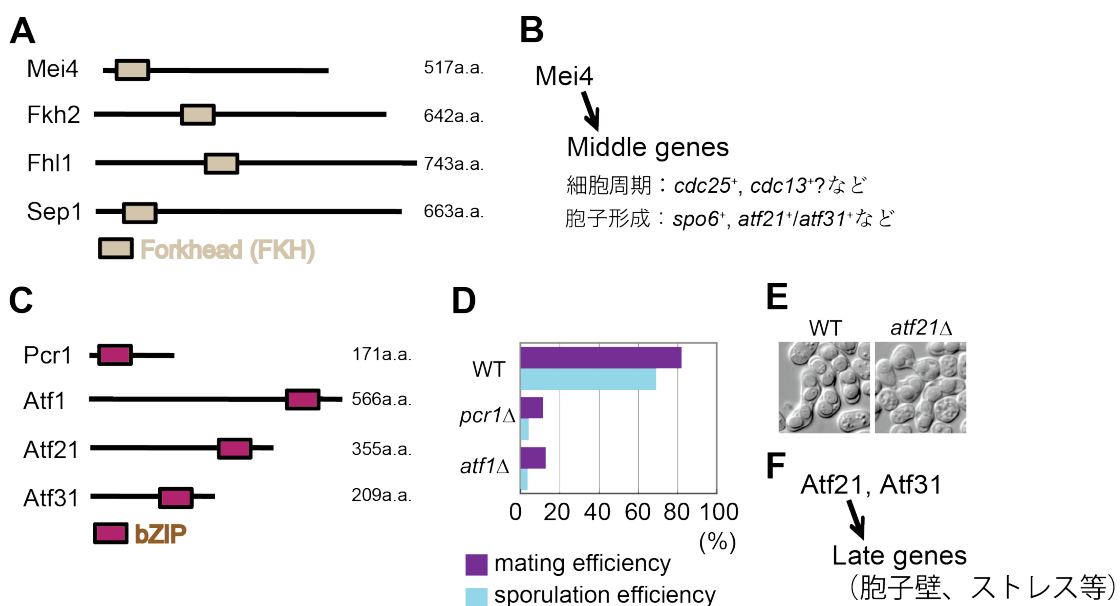 A
Mei4 517a.a.
Fkh2 642a.a.
Fhl1 743a.a.
Sep1 663a.a.
Forkhead (FKH)
B
Mei4
Middle genes
細胞周期：cdc25⁺, cdc13⁺?など
胞子形成：spo6⁺, atf21⁺/atf31⁺など
C
Pcr1 171a.a.
Atf1 566a.a.
Atf21 355a.a.
Atf31 209a.a.
bZIP
D
WT
pcr1Δ
atf1Δ
0 20 40 60 80 100
(%)
mating efficiency
sporulation efficiency
E
WT atf21Δ
F
Atf21, Atf31
Late genes
（胞子壁、ストレス等）